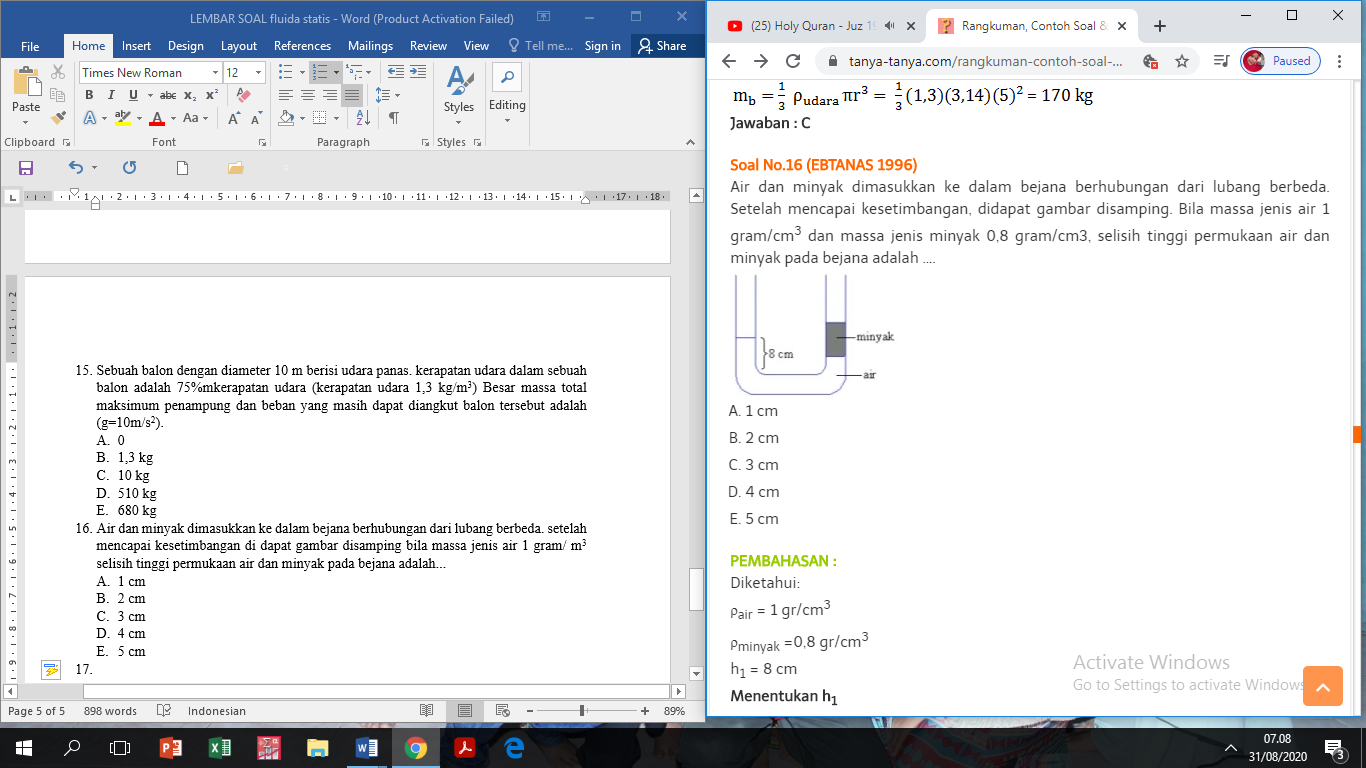 LEMBAR SOAL fluida statis - Word (Product Activation Failed)
File Home Insert Design Layout References Mailings Review View Tell me... Sign in Share
Times New Roman 12
Paste
B I U abc x₂ x²
Aa
Styles Editing
Clipboard Font Paragraph Styles
15. Sebuah balon dengan diameter 10 m berisi udara panas. kerapatan udara dalam sebuah
balon adalah 75%mkerapatan udara (kerapatan udara 1,3 kg/m³) Besar massa total
maksimum penampung dan beban yang masih dapat diangkut balon tersebut adalah
(g=10m/s²).
A. 0
B. 1,3 kg
C. 10 kg
D. 510 kg
E. 680 kg
16. Air dan minyak dimasukkan ke dalam bejana berhubungan dari lubang berbeda. setelah
mencapai kesetimbangan di dapat gambar disamping bila massa jenis air 1 gram/ m³
selisih tinggi permukaan air dan minyak pada bejana adalah...
A. 1 cm
B. 2 cm
C. 3 cm
D. 4 cm
E. 5 cm
17.
Page 5 of 5 898 words Indonesian 89%
(25) Holy Quran - Juz 19
Rangkuman, Contoh Soal &
tanya-tanya.com/rangkuman-contoh-soal-...
Paused
m_b = 1/3 ρ_udara πr³ = 1/3 (1,3)(3,14)(5)² = 170 kg
Jawaban : C
Soal No.16 (EBTANAS 1996)
Air dan minyak dimasukkan ke dalam bejana berhubungan dari lubang berbeda.
Setelah mencapai kesetimbangan, didapat gambar disamping. Bila massa jenis air 1
gram/cm³ dan massa jenis minyak 0,8 gram/cm3, selisih tinggi permukaan air dan
minyak pada bejana adalah ....
minyak
8 cm
air
A. 1 cm
B. 2 cm
C. 3 cm
D. 4 cm
E. 5 cm
PEMBAHASAN :
Diketahui:
ρair = 1 gr/cm³
ρminyak =0,8 gr/cm³
h₁ = 8 cm
Menentukan h₁
Activate Windows
Go to Settings to activate Windows
07.08
31/08/2020
3